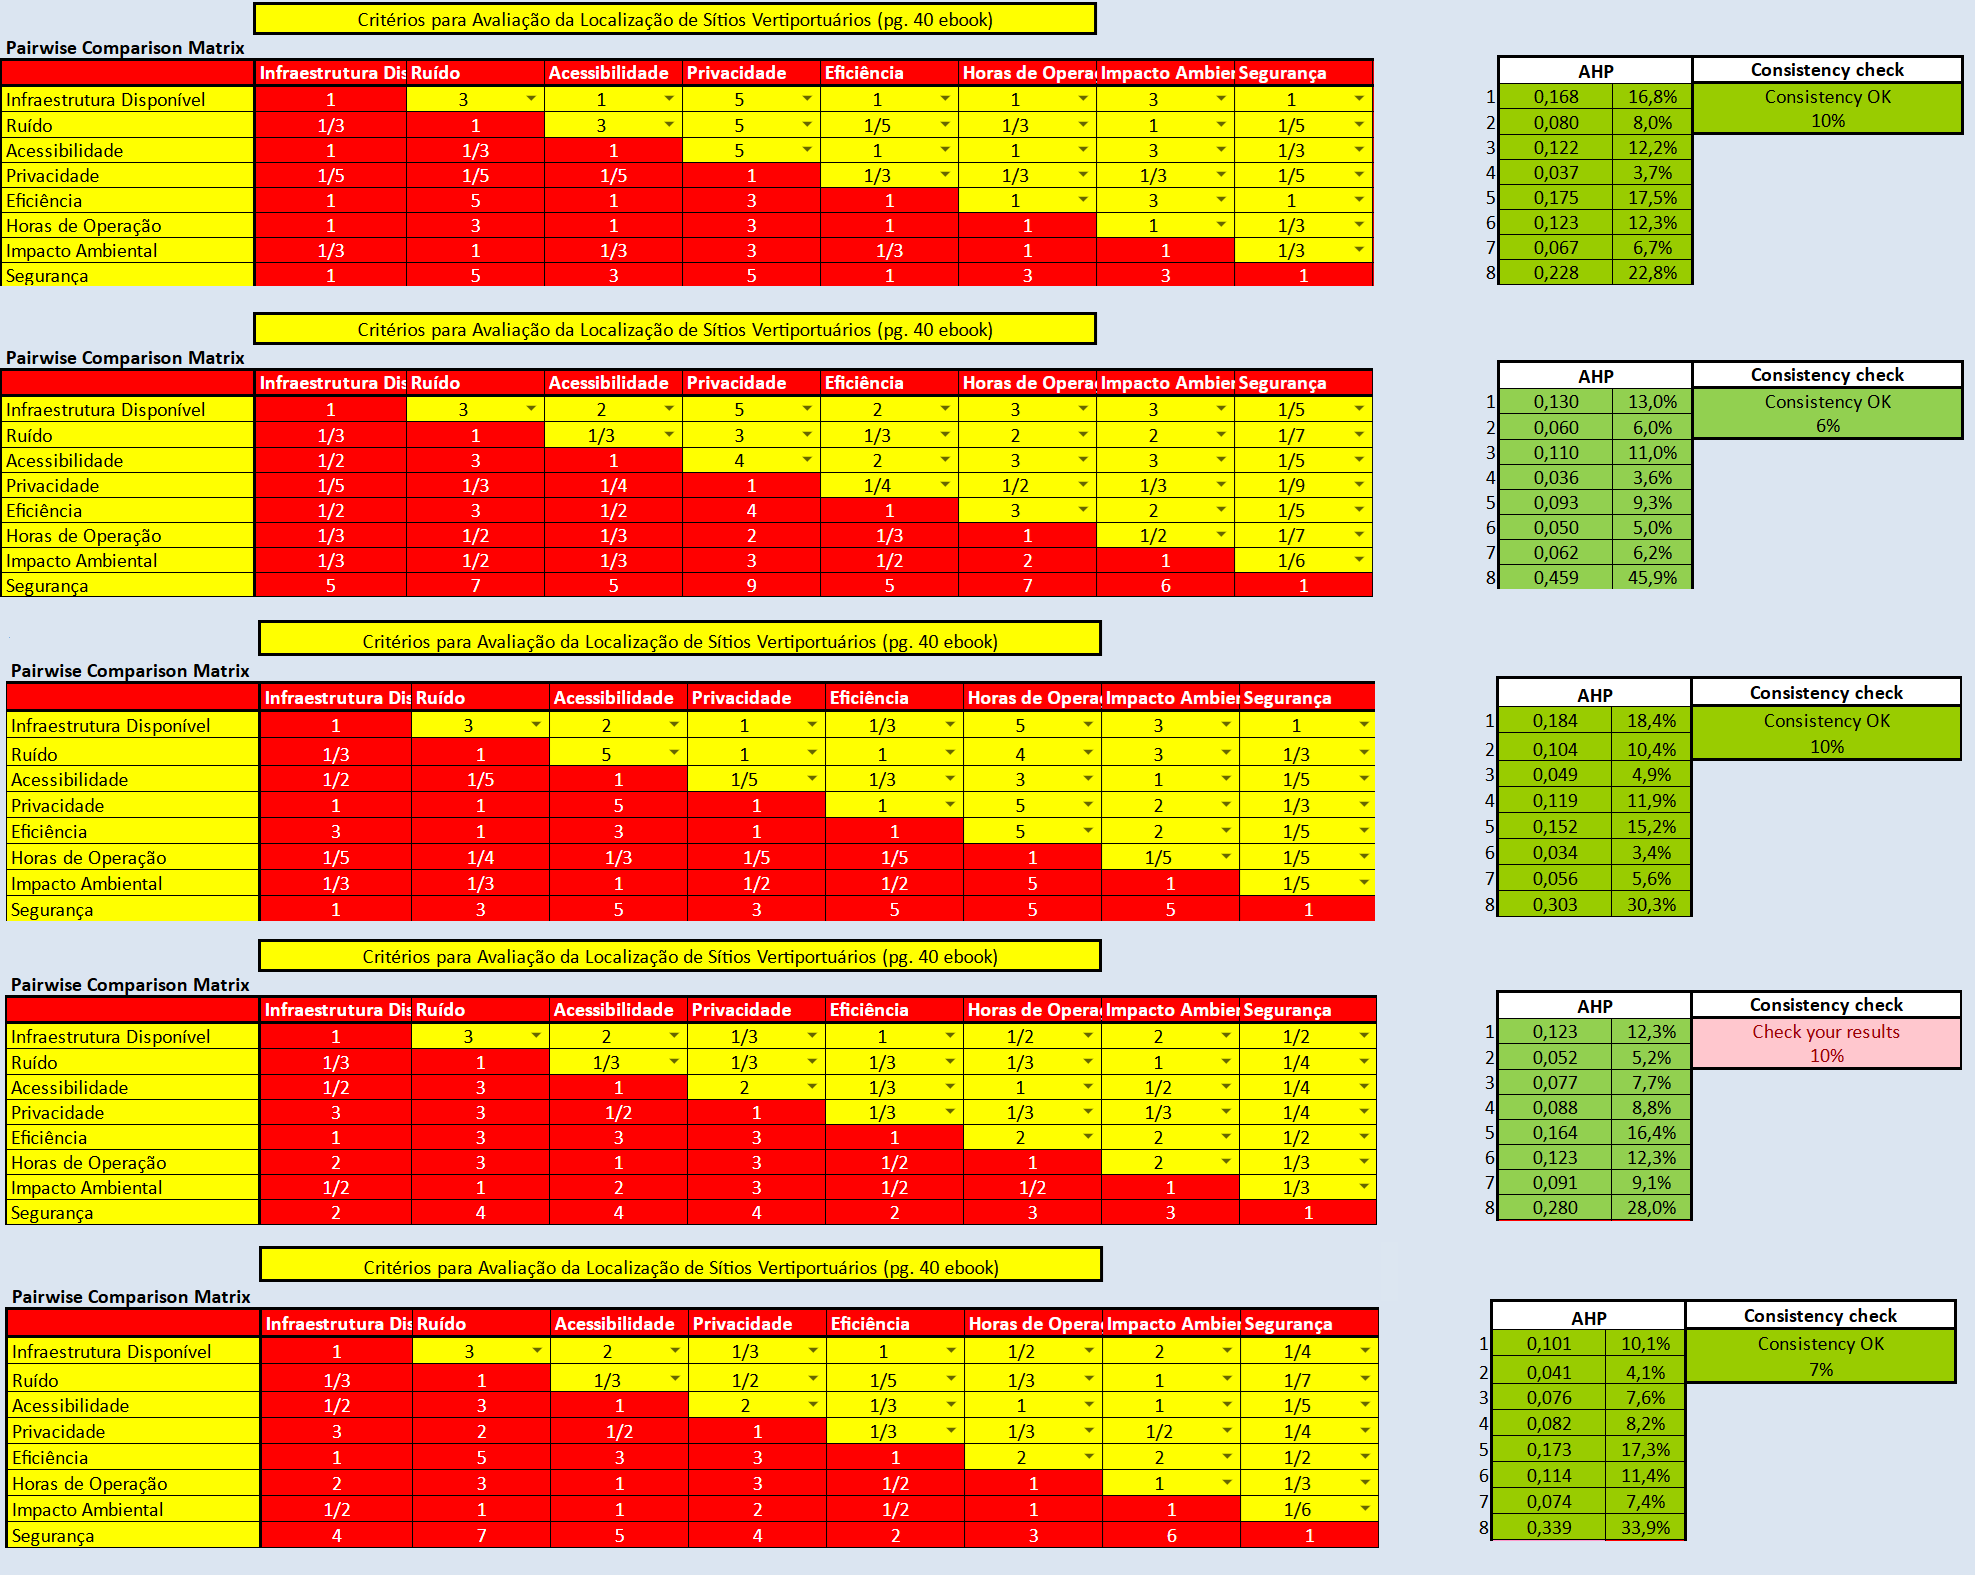 Critérios para Avaliação da Localização de Sítios Vertiportuários (pg. 40 ebook)
Pairwise Comparison Matrix
Infraestrutura Dis Ruído Acessibilidade Privacidade Eficiência Horas de Opera Impacto Ambier Segurança AHP Consistency check
Infraestrutura Disponível 1 3 1 5 1 1 3 1 1 0,168 16,8% Consistency OK
Ruído 1/3 1 3 5 1/5 1/3 1 1/5 2 0,080 8,0% 10%
Acessibilidade 1 1/3 1 5 1 1 3 1/3 3 0,122 12,2%
Privacidade 1/5 1/5 1/5 1 1/3 1/3 1/3 1/5 4 0,037 3,7%
Eficiência 1 5 1 3 1 1 3 1 5 0,175 17,5%
Horas de Operação 1 3 1 3 1 1 1 1/3 6 0,123 12,3%
Impacto Ambiental 1/3 1 1/3 3 1/3 1 1 1/3 7 0,067 6,7%
Segurança 1 5 3 5 1 3 3 1 8 0,228 22,8%
Critérios para Avaliação da Localização de Sítios Vertiportuários (pg. 40 ebook)
Pairwise Comparison Matrix
Infraestrutura Dis Ruído Acessibilidade Privacidade Eficiência Horas de Opera Impacto Ambier Segurança AHP Consistency check
Infraestrutura Disponível 1 3 2 5 2 3 3 1/5 1 0,130 13,0% Consistency OK
Ruído 1/3 1 1/3 3 1/3 2 2 1/7 2 0,060 6,0% 6%
Acessibilidade 1/2 3 1 4 2 3 3 1/5 3 0,110 11,0%
Privacidade 1/5 1/3 1/4 1 1/4 1/2 1/3 1/9 4 0,036 3,6%
Eficiência 1/2 3 1/2 4 1 3 2 1/5 5 0,093 9,3%
Horas de Operação 1/3 1/2 1/3 2 1/3 1 1/2 1/7 6 0,050 5,0%
Impacto Ambiental 1/3 1/2 1/3 3 1/2 2 1 1/6 7 0,062 6,2%
Segurança 5 7 5 9 5 7 6 1 8 0,459 45,9%
Critérios para Avaliação da Localização de Sítios Vertiportuários (pg. 40 ebook)
Pairwise Comparison Matrix
Infraestrutura Dis Ruído Acessibilidade Privacidade Eficiência Horas de Opera Impacto Ambier Segurança AHP Consistency check
Infraestrutura Disponível 1 3 2 1 1/3 5 3 1 1 0,184 18,4% Consistency OK
Ruído 1/3 1 5 1 1 4 3 1/3 2 0,104 10,4% 10%
Acessibilidade 1/2 1/5 1 1/5 1/3 3 1 1/5 3 0,049 4,9%
Privacidade 1 1 5 1 1 5 2 1/3 4 0,119 11,9%
Eficiência 3 1 3 1 1 5 2 1/5 5 0,152 15,2%
Horas de Operação 1/5 1/4 1/3 1/5 1/5 1 1/5 1/5 6 0,034 3,4%
Impacto Ambiental 1/3 1/3 1 1/2 1/2 5 1 1/5 7 0,056 5,6%
Segurança 1 3 5 3 5 5 5 1 8 0,303 30,3%
Critérios para Avaliação da Localização de Sítios Vertiportuários (pg. 40 ebook)
Pairwise Comparison Matrix
Infraestrutura Dis Ruído Acessibilidade Privacidade Eficiência Horas de Opera Impacto Ambier Segurança AHP Consistency check
Infraestrutura Disponível 1 3 2 1/3 1 1/2 2 1/2 1 0,123 12,3% Check your results
Ruído 1/3 1 1/3 1/3 1/3 1/3 1 1/4 2 0,052 5,2% 10%
Acessibilidade 1/2 3 1 2 1/3 1 1/2 1/4 3 0,077 7,7%
Privacidade 3 3 1/2 1 1/3 1/3 1/3 1/4 4 0,088 8,8%
Eficiência 1 3 3 3 1 2 2 1/2 5 0,164 16,4%
Horas de Operação 2 3 1 3 1/2 1 2 1/3 6 0,123 12,3%
Impacto Ambiental 1/2 1 2 3 1/2 1/2 1 1/3 7 0,091 9,1%
Segurança 2 4 4 4 2 3 3 1 8 0,280 28,0%
Critérios para Avaliação da Localização de Sítios Vertiportuários (pg. 40 ebook)
Pairwise Comparison Matrix
Infraestrutura Dis Ruído Acessibilidade Privacidade Eficiência Horas de Opera Impacto Ambier Segurança AHP Consistency check
Infraestrutura Disponível 1 3 2 1/3 1 1/2 2 1/4 1 0,101 10,1% Consistency OK
Ruído 1/3 1 1/3 1/2 1/5 1/3 1 1/7 2 0,041 4,1% 7%
Acessibilidade 1/2 3 1 2 1/3 1 1 1/5 3 0,076 7,6%
Privacidade 3 2 1/2 1 1/3 1/3 1/2 1/4 4 0,082 8,2%
Eficiência 1 5 3 3 1 2 2 1/2 5 0,173 17,3%
Horas de Operação 2 3 1 3 1/2 1 1 1/3 6 0,114 11,4%
Impacto Ambiental 1/2 1 1 2 1/2 1 1 1/6 7 0,074 7,4%
Segurança 4 7 5 4 2 3 6 1 8 0,339 33,9%